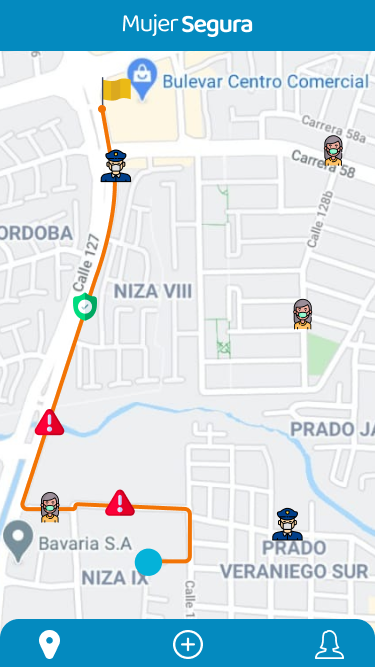 Mujer Segura
Bulevar Centro Comercial
Carrera 58a
Carrera 58
Calle 128b
ORDOBA
Calle 127
NIZA VIII
PRADO JA
Bavaria S.A
PRADO
VERANIEGO SUR
NIZA IX
Calle 1